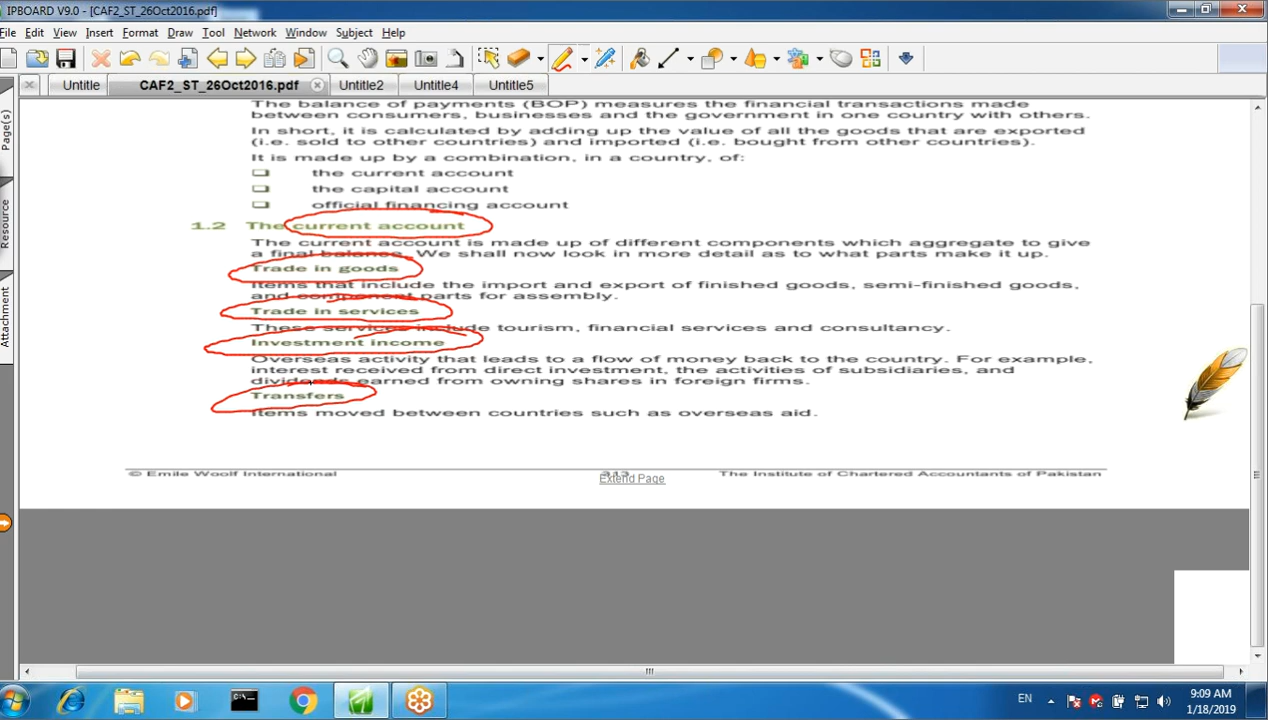 IPBOARD V9.0 - [CAF2_ST_26Oct2016.pdf]
File Edit View Insert Format Draw Tool Network Window Subject Help
Untitle CAF2_ST_26Oct2016.pdf Untitle2 Untitle4 Untitle5
Page(s)
Resource
Attachment
The balance of payments (BOP) measures the financial transactions made
between consumers, businesses and the government in one country with others.
In short, it is calculated by adding up the value of all the goods that are exported
(i.e. sold to other countries) and imported (i.e. bought from other countries).
It is made up by a combination, in a country, of:
❑ the current account
❑ the capital account
❑ official financing account
1.2 The current account
The current account is made up of different components which aggregate to give
a final balance. We shall now look in more detail as to what parts make it up.
Trade in goods
Items that include the import and export of finished goods, semi-finished goods,
and component parts for assembly.
Trade in services
These services include tourism, financial services and consultancy.
Investment income
Overseas activity that leads to a flow of money back to the country. For example,
interest received from direct investment, the activities of subsidiaries, and
dividends earned from owning shares in foreign firms.
Transfers
Items moved between countries such as overseas aid.
© Emile Woolf International 313 The Institute of Chartered Accountants of Pakistan
Extend Page
EN 9:09 AM
1/18/2019